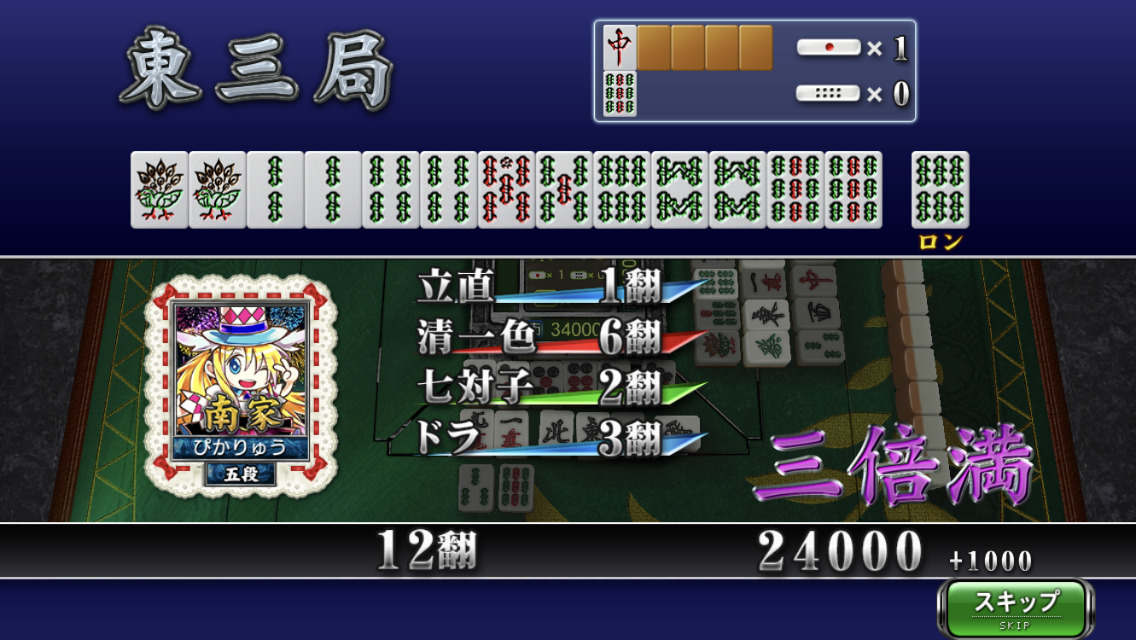 東三局
中
× 1
× 0
ロン
立直 1翻
清一色 6翻
七対子 2翻
ドラ 3翻
34000
南家
ぴかりゅう
五段
三倍満
12翻
24000 +1000
スキップ
SKIP